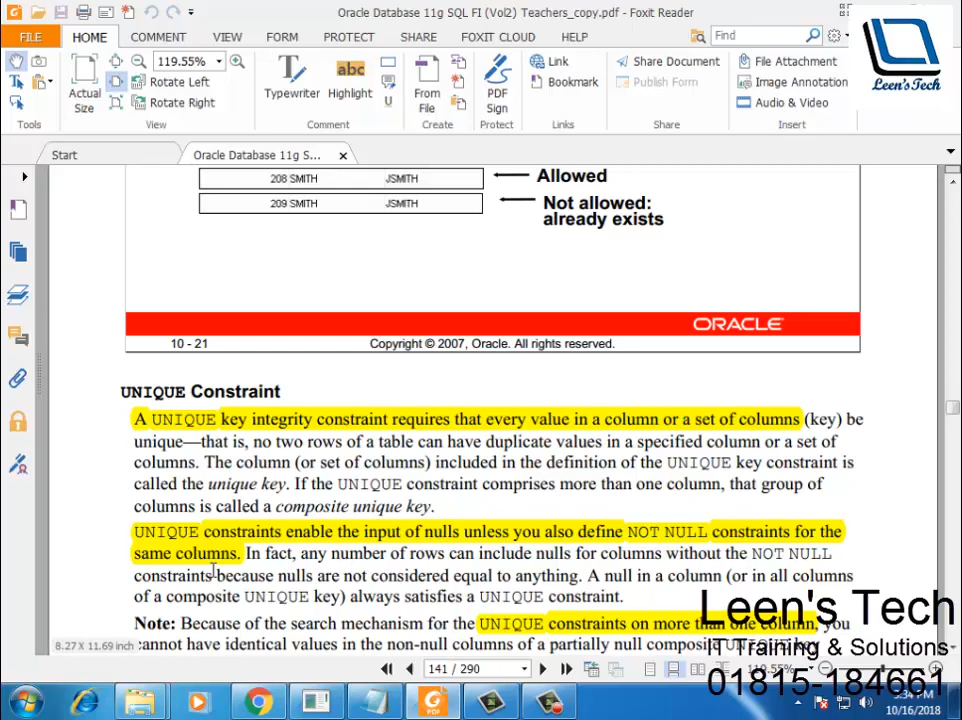 Oracle Database 11g SQL FI (Vol2) Teachers_copy.pdf - Foxit Reader
FILE HOME COMMENT VIEW FORM PROTECT SHARE FOXIT CLOUD HELP Find
Leen'sTech
Actual Size
119.55%
Rotate Left
Rotate Right
Typewriter
Highlight
From File
PDF Sign
Link
Bookmark
Share Document
Publish Form
File Attachment
Image Annotation
Audio & Video
Tools View Comment Create Protect Links Share Insert
Start Oracle Database 11g S...
208 SMITH JSMITH Allowed
209 SMITH JSMITH Not allowed:
already exists
ORACLE
10 - 21 Copyright © 2007, Oracle. All rights reserved.
UNIQUE Constraint
A UNIQUE key integrity constraint requires that every value in a column or a set of columns (key) be
unique—that is, no two rows of a table can have duplicate values in a specified column or a set of
columns. The column (or set of columns) included in the definition of the UNIQUE key constraint is
called the unique key. If the UNIQUE constraint comprises more than one column, that group of
columns is called a composite unique key.
UNIQUE constraints enable the input of nulls unless you also define NOT NULL constraints for the
same columns. In fact, any number of rows can include nulls for columns without the NOT NULL
constraints because nulls are not considered equal to anything. A null in a column (or in all columns
of a composite UNIQUE key) always satisfies a UNIQUE constraint.
Note: Because of the search mechanism for the UNIQUE constraints on more than one column, you
cannot have identical values in the non-null columns of a partially null composite
8.27 X 11.69 inch
141 / 290
Leen's Tech
IT Training & Solutions
01815-184661
10/16/2018